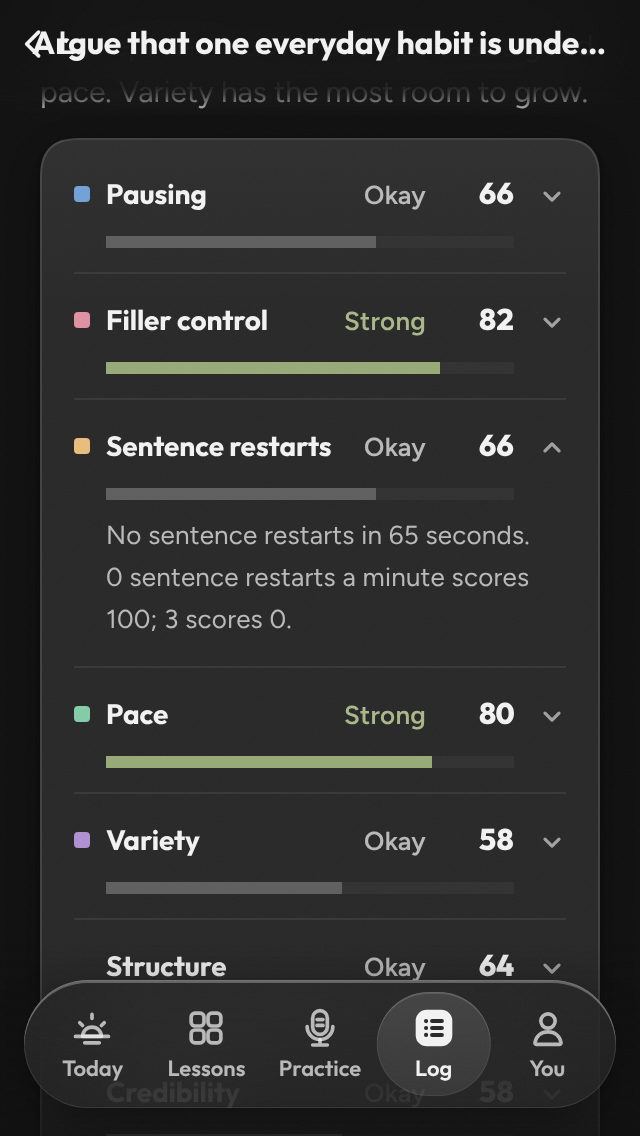 Argue that one everyday habit is unde...
pace. Variety has the most room to grow.
Pausing Okay 66
Filler control Strong 82
Sentence restarts Okay 66
No sentence restarts in 65 seconds.
0 sentence restarts a minute scores
100; 3 scores 0.
Pace Strong 80
Variety Okay 58
Structure Okay 64
Today Lessons Practice Log You
Credibility Okay 58